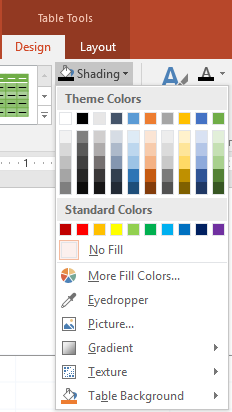 Table Tools
Design Layout
Shading
A A
Theme Colors
1
Standard Colors
No Fill
More Fill Colors...
Eyedropper
Picture...
Gradient
Texture
Table Background